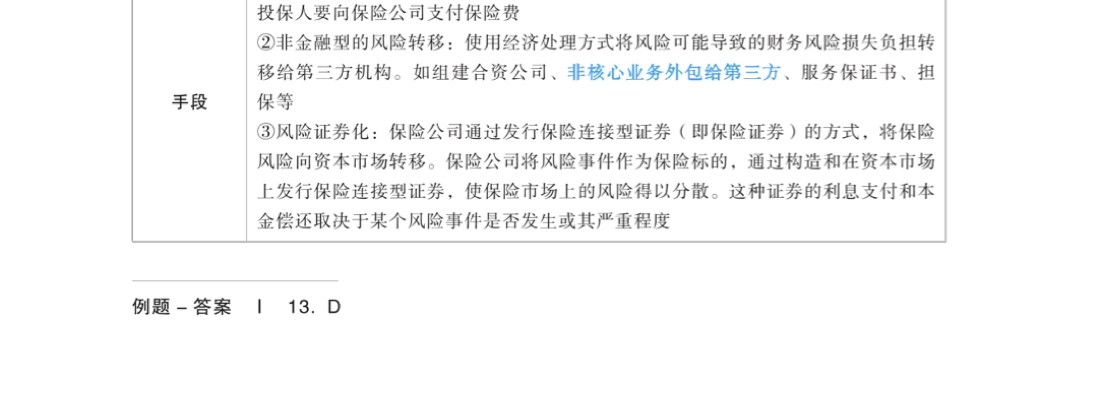 投保人要向保险公司支付保险费
②非金融型的风险转移：使用经济处理方式将风险可能导致的财务风险损失负担转
移给第三方机构。如组建合资公司、非核心业务外包给第三方、服务保证书、担
手段
保等
③风险证券化：保险公司通过发行保险连接型证券（即保险证券）的方式，将保险
风险向资本市场转移。保险公司将风险事件作为保险标的，通过构造和在资本市场
上发行保险连接型证券，使保险市场上的风险得以分散。这种证券的利息支付和本
金偿还取决于某个风险事件是否发生或其严重程度
例题－答案 Ⅰ 13. D